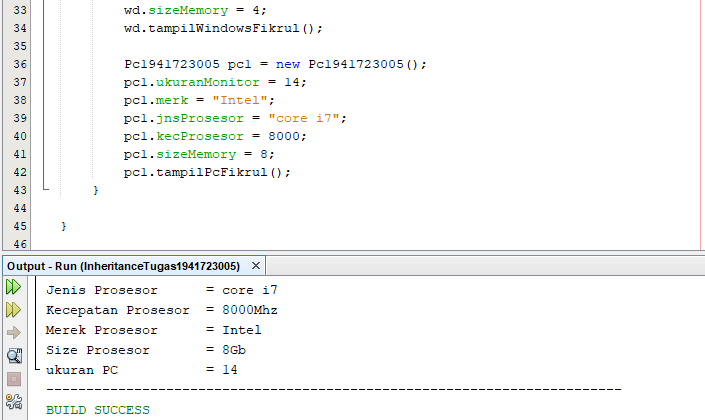 33 wd.sizeMemory = 4;
34 wd.tampilWindowsFikrul();
35
36 Pc1941723005 pc1 = new Pc1941723005();
37 pc1.ukuranMonitor = 14;
38 pc1.merk = "Intel";
39 pc1.jnsProsesor = "core i7";
40 pc1.kecProsesor = 8000;
41 pc1.sizeMemory = 8;
42 pc1.tampilPcFikrul();
43 }
44
45 }
46
Output - Run (InheritanceTugas1941723005) ×
Jenis Prosesor = core i7
Kecepatan Prosesor = 8000Mhz
Merek Prosesor = Intel
Size Prosesor = 8Gb
ukuran PC = 14
-------------------------------------------------------------------------
BUILD SUCCESS